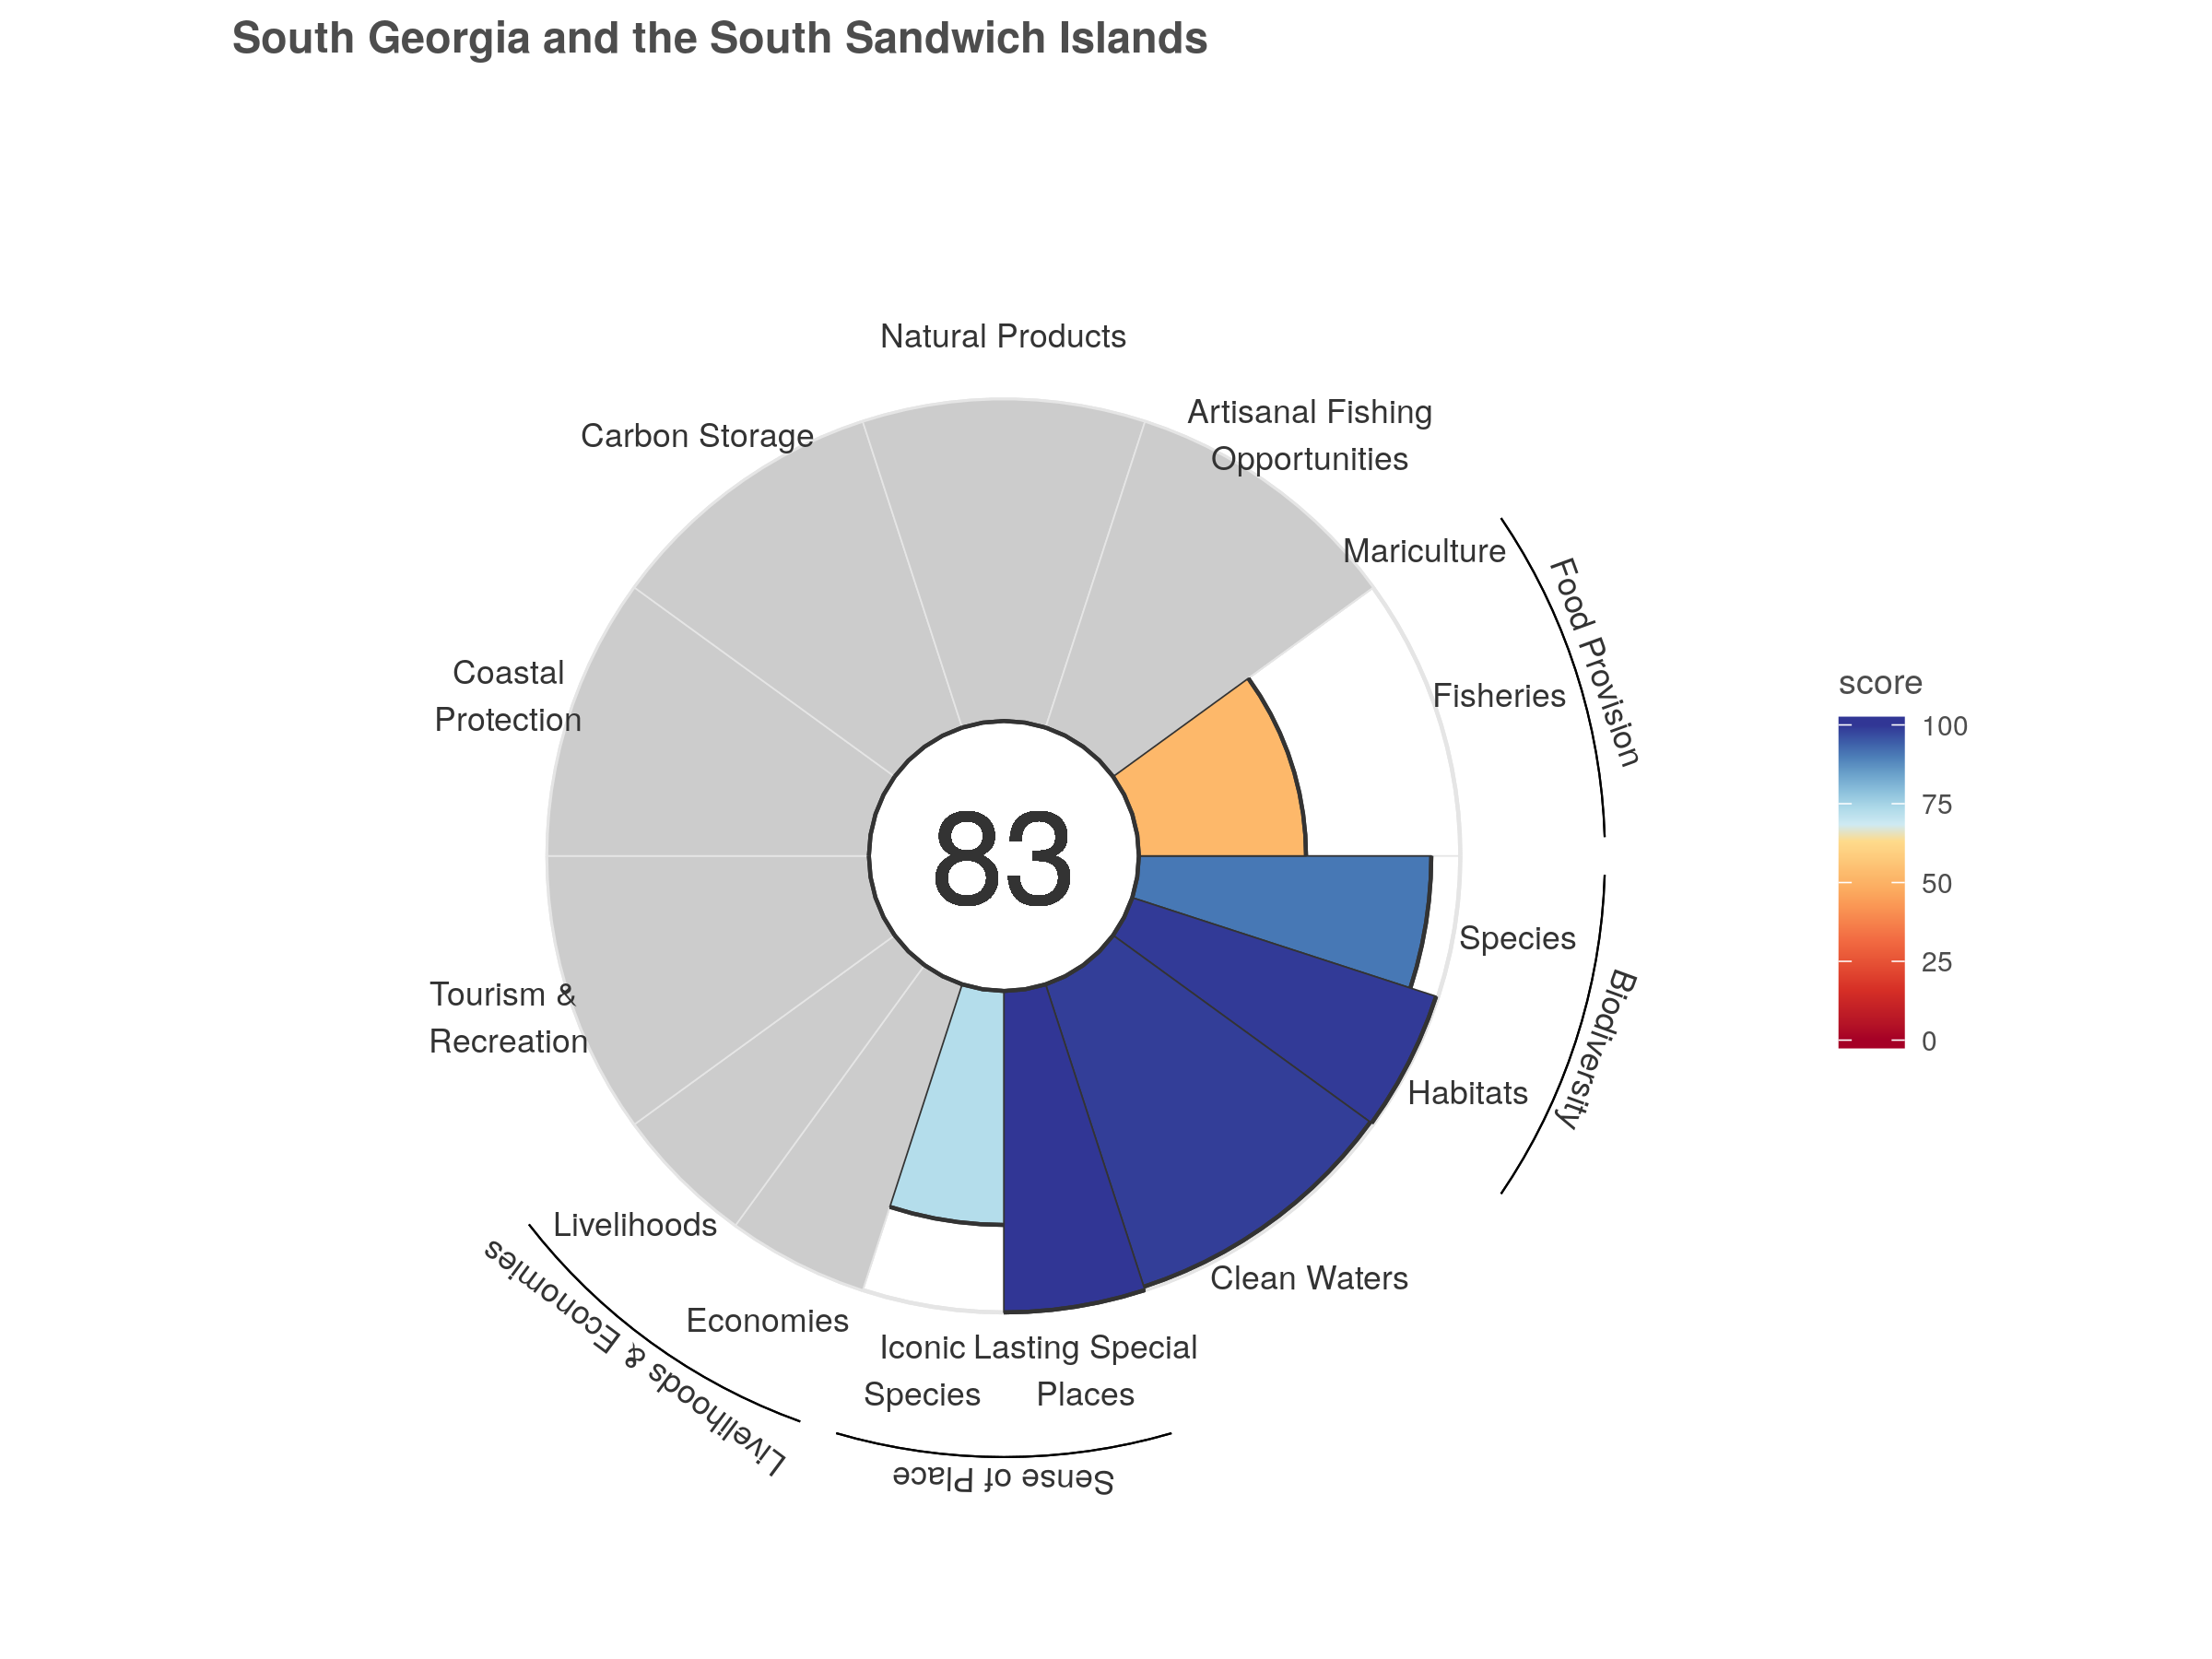 South Georgia and the South Sandwich Islands
Natural Products
Artisanal Fishing
Opportunities
Carbon Storage
Mariculture
Food Provision
Fisheries
Coastal
Protection
83
score
100
75
50
25
0
Species
Biodiversity
Habitats
Tourism &
Recreation
Livelihoods
Livelihoods & Economies
Economies
Clean Waters
Iconic
Species
Lasting Special
Places
Sense of Place